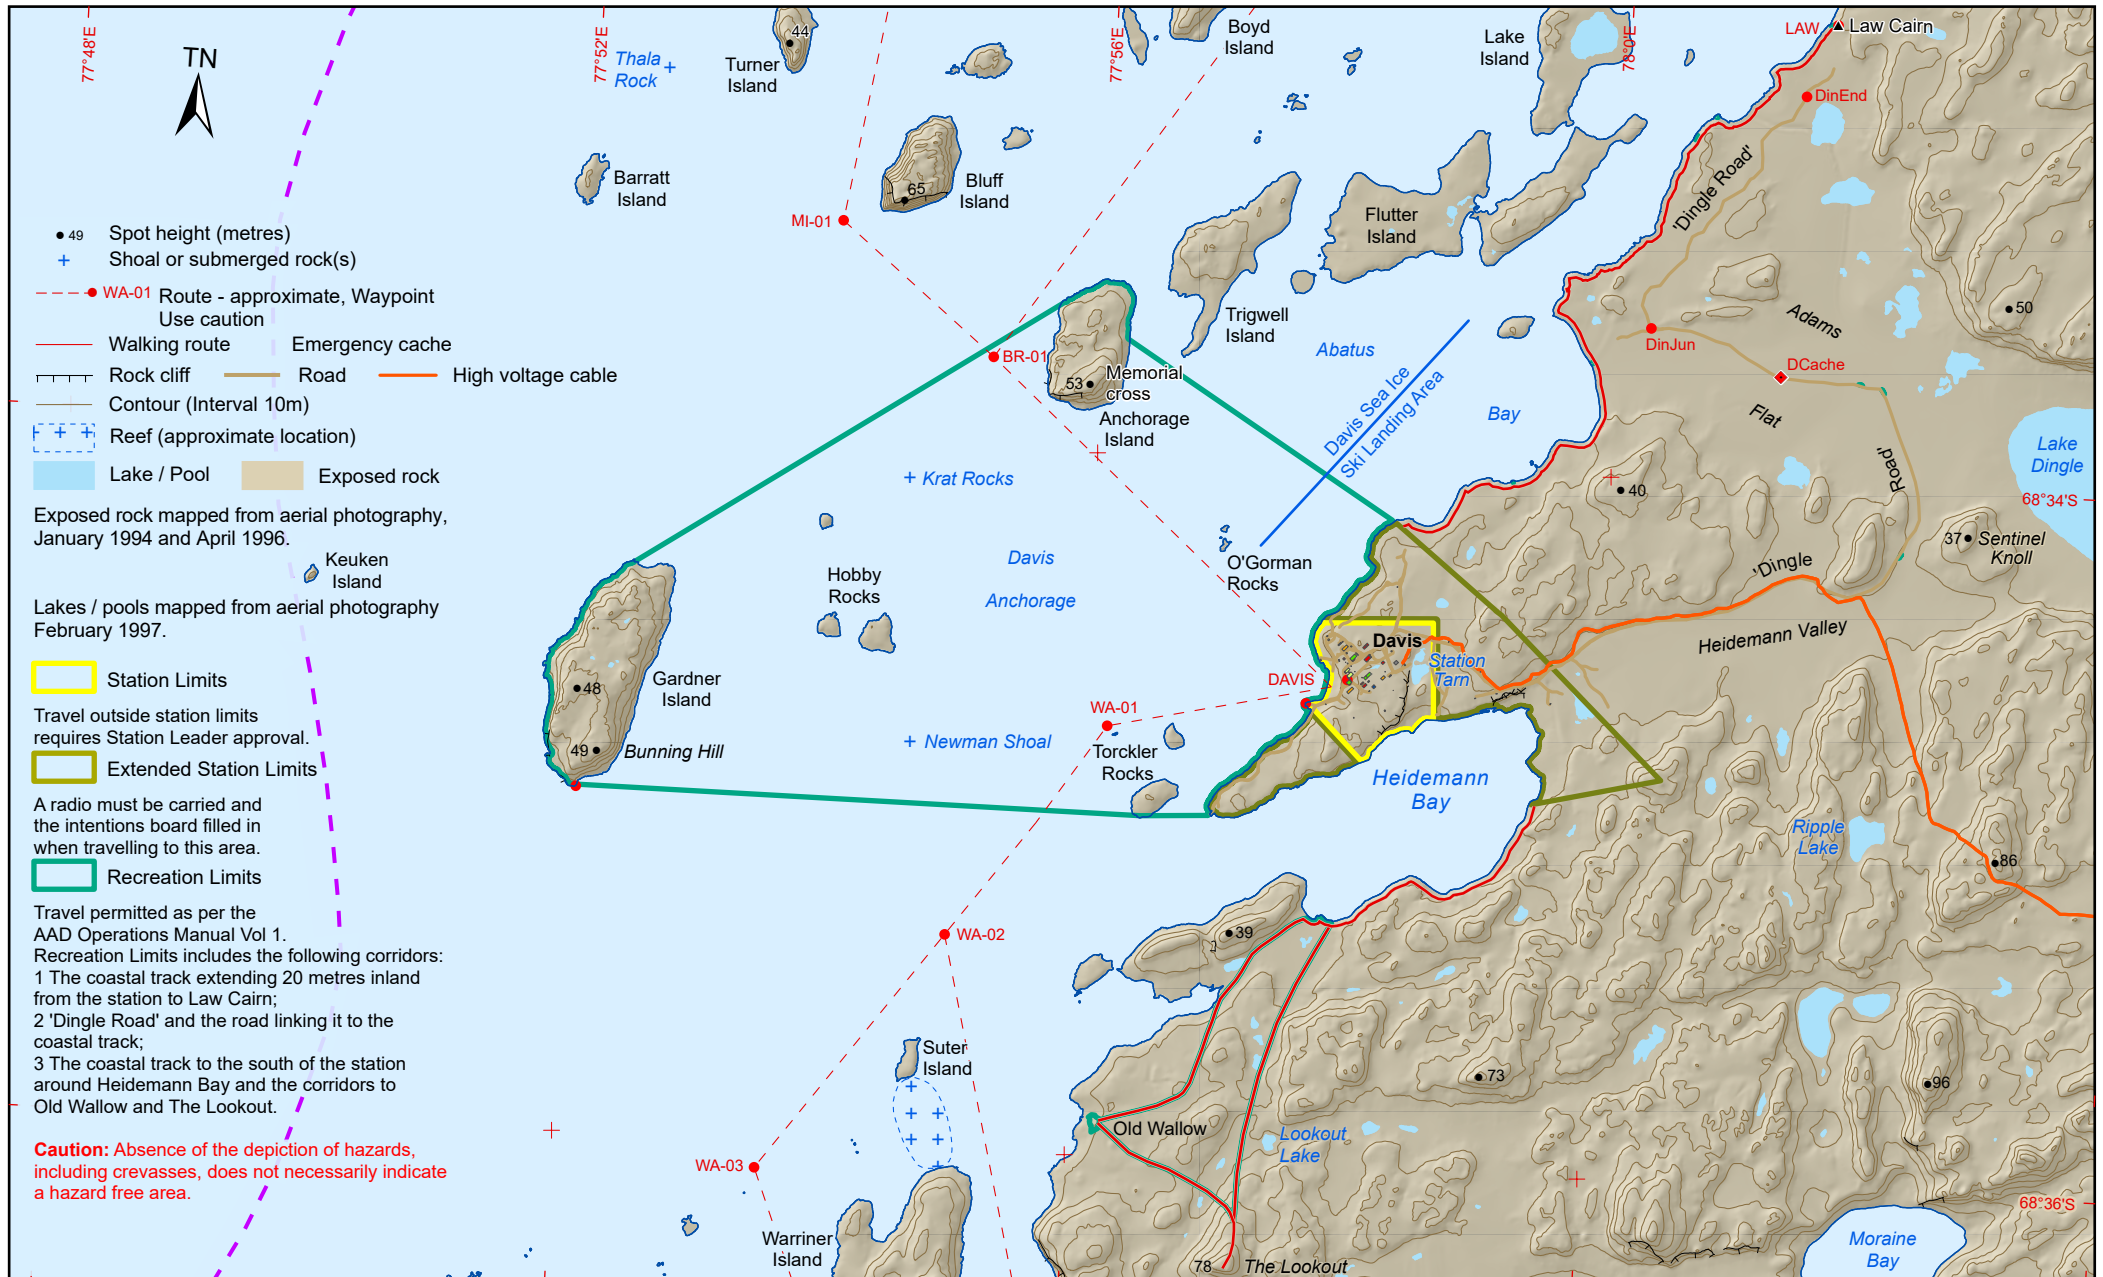 77°48'E
77°52'E
77°56'E
78°0'E
TN
Thala
Rock
44
Turner
Island
Boyd
Island
Lake
Island
LAW
Law Cairn
DinEnd
Barratt
Island
65
Bluff
Island
MI-01
Flutter
Island
'Dingle Road'
Trigwell
Island
BR-01
53
Memorial
cross
Anchorage
Island
Abatus
Bay
Davis Sea Ice
Ski Landing Area
DinJun
Adams
Flat
DCache
50
Road'
Lake
Dingle
68°34'S
40
37
Sentinel
Knoll
49 Spot height (metres)
Shoal or submerged rock(s)
WA-01 Route - approximate, Waypoint
Use caution
Walking route Emergency cache
Rock cliff Road High voltage cable
Contour (Interval 10m)
Reef (approximate location)
Lake / Pool Exposed rock
Exposed rock mapped from aerial photography,
January 1994 and April 1996.
Keuken
Island
Lakes / pools mapped from aerial photography
February 1997.
Station Limits
Travel outside station limits
requires Station Leader approval.
Extended Station Limits
A radio must be carried and
the intentions board filled in
when travelling to this area.
Recreation Limits
Travel permitted as per the
AAD Operations Manual Vol 1.
Recreation Limits includes the following corridors:
1 The coastal track extending 20 metres inland
from the station to Law Cairn;
2 'Dingle Road' and the road linking it to the
coastal track;
3 The coastal track to the south of the station
around Heidemann Bay and the corridors to
Old Wallow and The Lookout.
Caution: Absence of the depiction of hazards,
including crevasses, does not necessarily indicate
a hazard free area.
Krat Rocks
Davis
Anchorage
Hobby
Rocks
O'Gorman
Rocks
Gardner
Island
48
49
Bunning Hill
Newman Shoal
WA-01
Torckler
Rocks
DAVIS
Davis
Station
Tarn
'Dingle
Heidemann Valley
Heidemann
Bay
Ripple
Lake
86
39
WA-02
Suter
Island
WA-03
Warriner
Island
Old Wallow
Lookout
Lake
73
96
78
The Lookout
68°36'S
Moraine
Bay